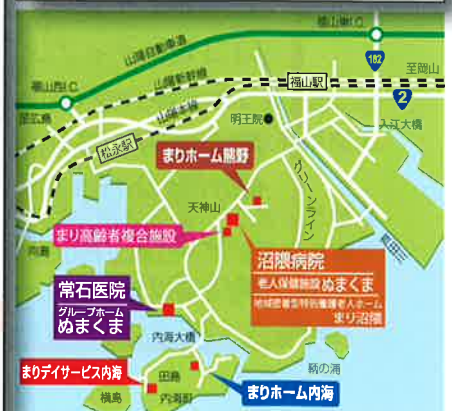 福山東I.C.
山陽自動車道
182
至岡山
福山西I.C.
山陽新幹線
福山駅
2
至広島
山陽本線
明王院
入江大橋
松永駅
まりホーム熊野
グリーンライン
天神山
まり高齢者複合施設
沼隈病院
老人保健施設 ぬまくま
地域密着型特別養護老人ホーム
まり沼隈
常石医院
グループホーム
ぬまくま
内海大橋
まりデイサービス内海
田島
鞆の浦
まりホーム内海
横島
内海町